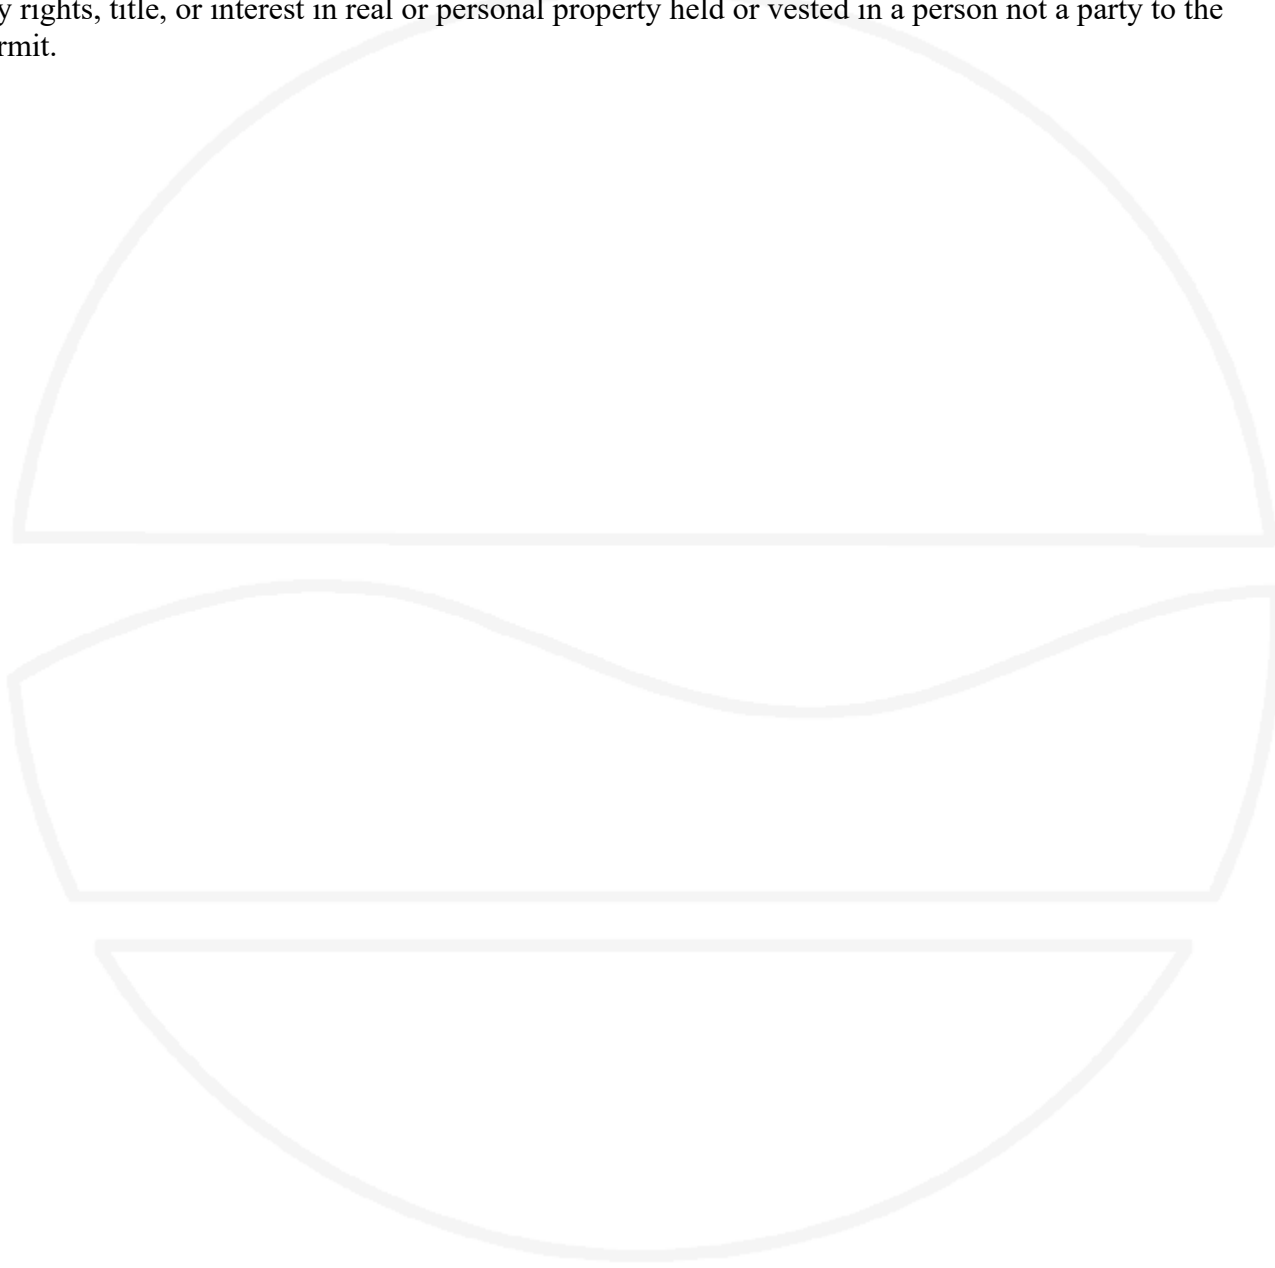 y rights, title, or interest in real or personal property held or vested in a person not a party to the
rmit.